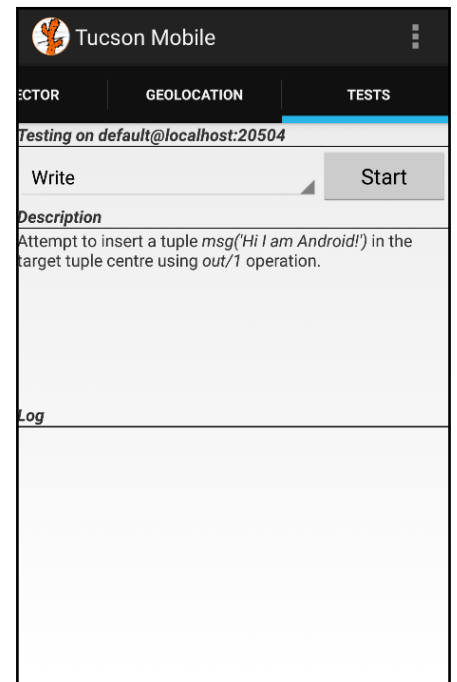 Tucson Mobile
ECTOR GEOLOCATION TESTS
Testing on default@localhost:20504
Write Start
Description
Attempt to insert a tuple msg('Hi I am Android!') in the
target tuple centre using out/1 operation.
Log